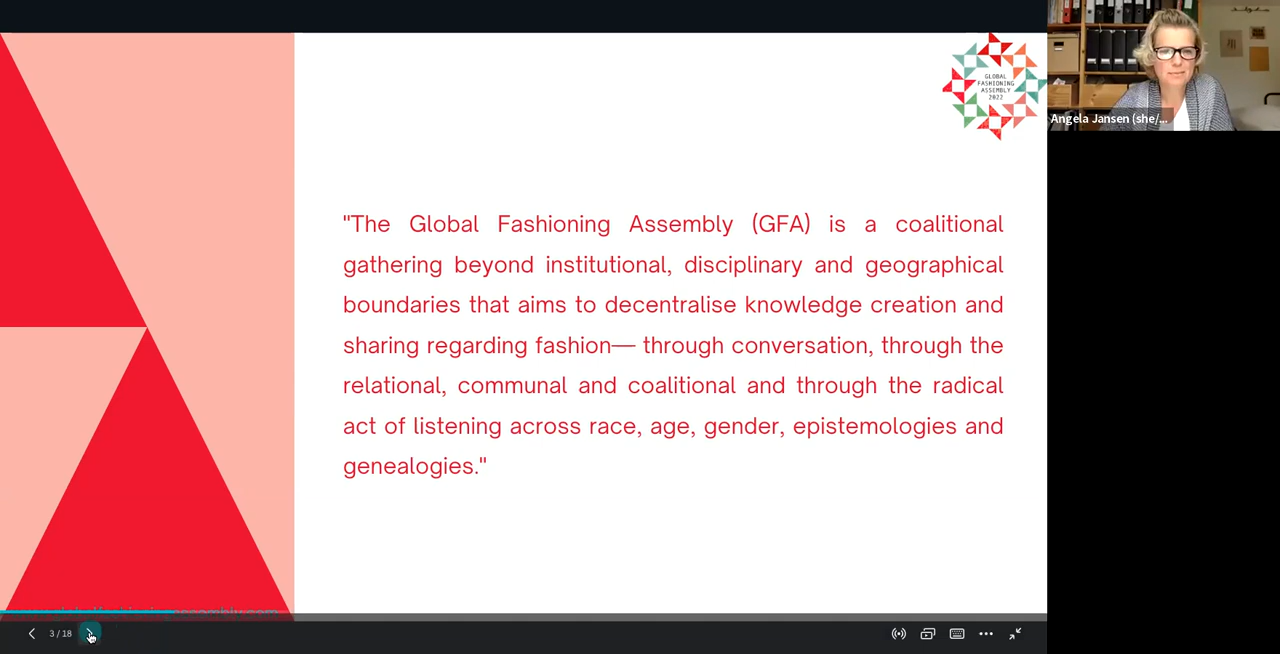 GLOBAL
FASHIONING
ASSEMBLY
2022
Angela Jansen (she/...
"The Global Fashioning Assembly (GFA) is a coalitional
gathering beyond institutional, disciplinary and geographical
boundaries that aims to decentralise knowledge creation and
sharing regarding fashion— through conversation, through the
relational, communal and coalitional and through the radical
act of listening across race, age, gender, epistemologies and
genealogies."
3 / 18